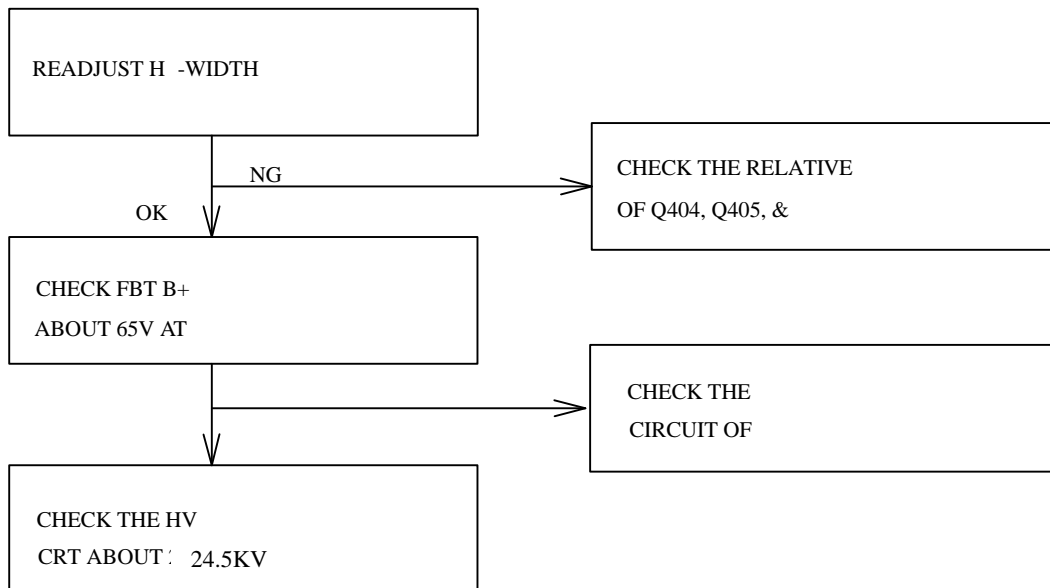 READJUST H -WIDTH
NG
OK
CHECK THE RELATIVE
OF Q404, Q405, &
CHECK FBT B+
ABOUT 65V AT
CHECK THE
CIRCUIT OF
CHECK THE HV
CRT ABOUT 24.5KV